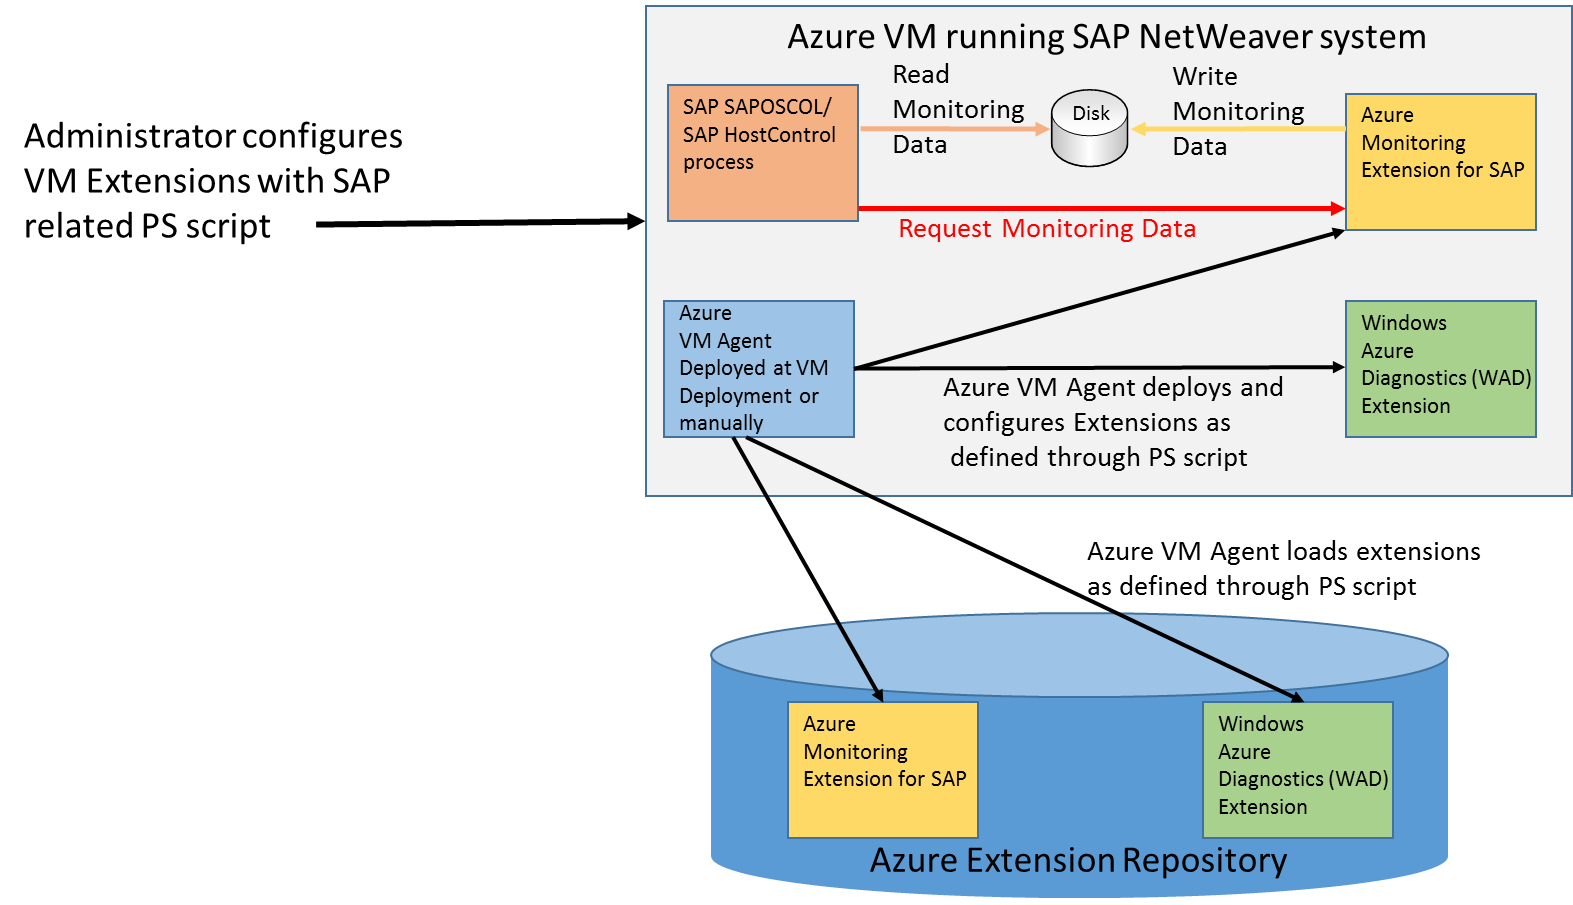 Azure VM running SAP NetWeaver system
Administrator configures
VM Extensions with SAP
related PS script
SAP SAPOSCOL/
SAP HostControl
process
Read
Monitoring
Data
Disk
Write
Monitoring
Data
Azure
Monitoring
Extension for SAP
Request Monitoring Data
Azure
VM Agent
Deployed at VM
Deployment or
manually
Windows
Azure
Diagnostics (WAD)
Extension
Azure VM Agent deploys and
configures Extensions as
defined through PS script
Azure VM Agent loads extensions
as defined through PS script
Azure
Monitoring
Extension for SAP
Windows
Azure
Diagnostics (WAD)
Extension
Azure Extension Repository